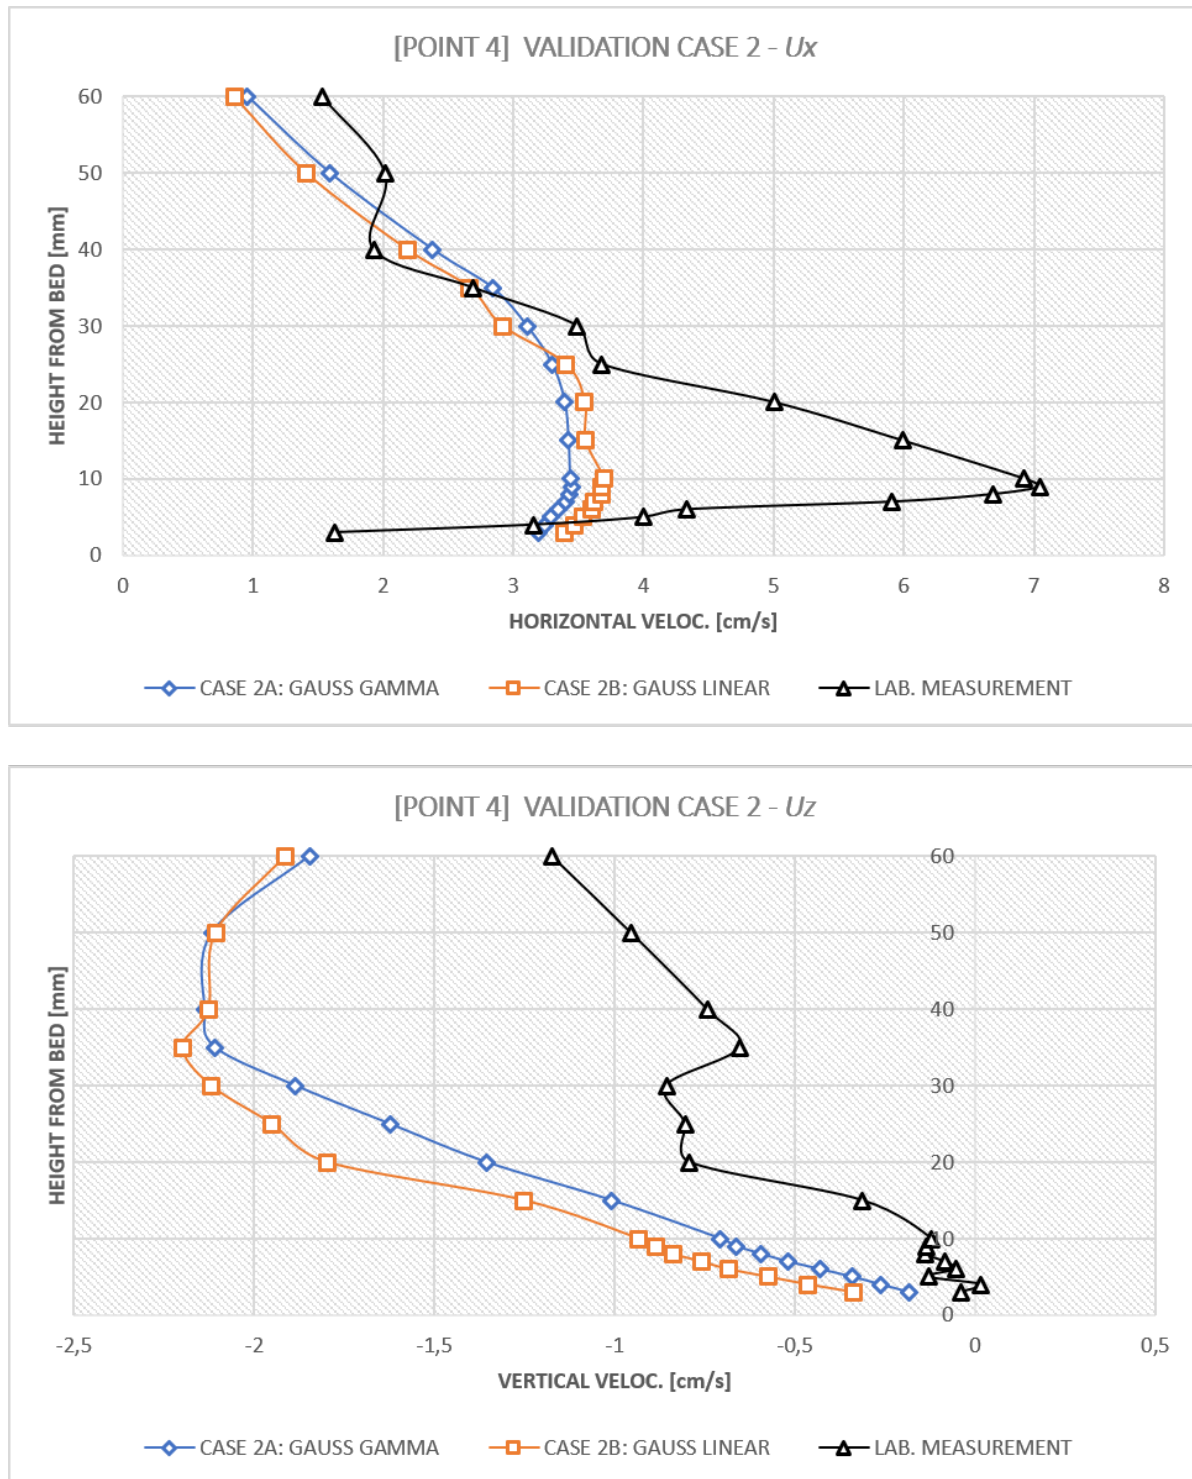 [POINT 4] VALIDATION CASE 2 - Ux
60
50
40
30
20
10
0
HEIGHT FROM BED [mm]
0 1 2 3 4 5 6 7 8
HORIZONTAL VELOC. [cm/s]
CASE 2A: GAUSS GAMMA CASE 2B: GAUSS LINEAR LAB. MEASUREMENT
[POINT 4] VALIDATION CASE 2 - Uz
60
50
40
30
20
10
0
HEIGHT FROM BED [mm]
-2,5 -2 -1,5 -1 -0,5 0 0,5
VERTICAL VELOC. [cm/s]
CASE 2A: GAUSS GAMMA CASE 2B: GAUSS LINEAR LAB. MEASUREMENT